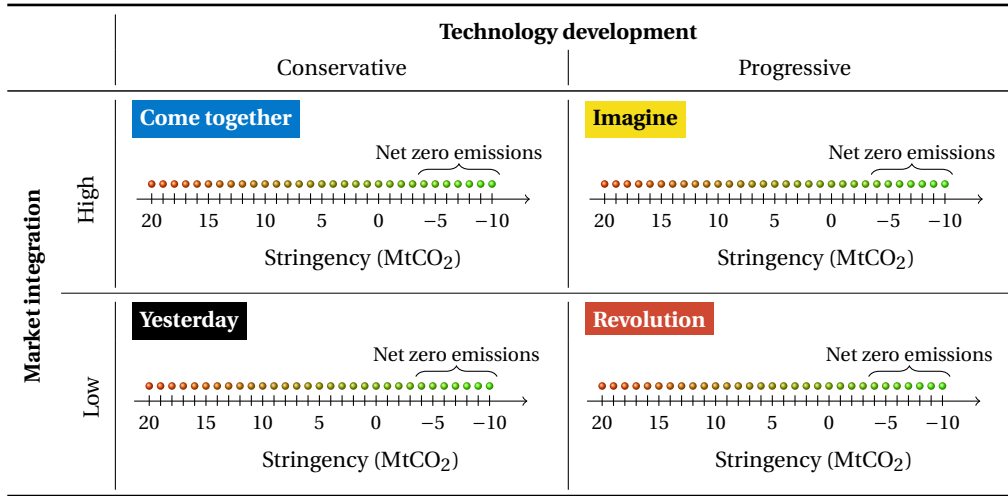 Technology development
Conservative
Progressive
Market integration
High
Come together
Net zero emissions
20 15 10 5 0 −5 −10
Stringency (MtCO₂)
Imagine
Net zero emissions
20 15 10 5 0 −5 −10
Stringency (MtCO₂)
Low
Yesterday
Net zero emissions
20 15 10 5 0 −5 −10
Stringency (MtCO₂)
Revolution
Net zero emissions
20 15 10 5 0 −5 −10
Stringency (MtCO₂)